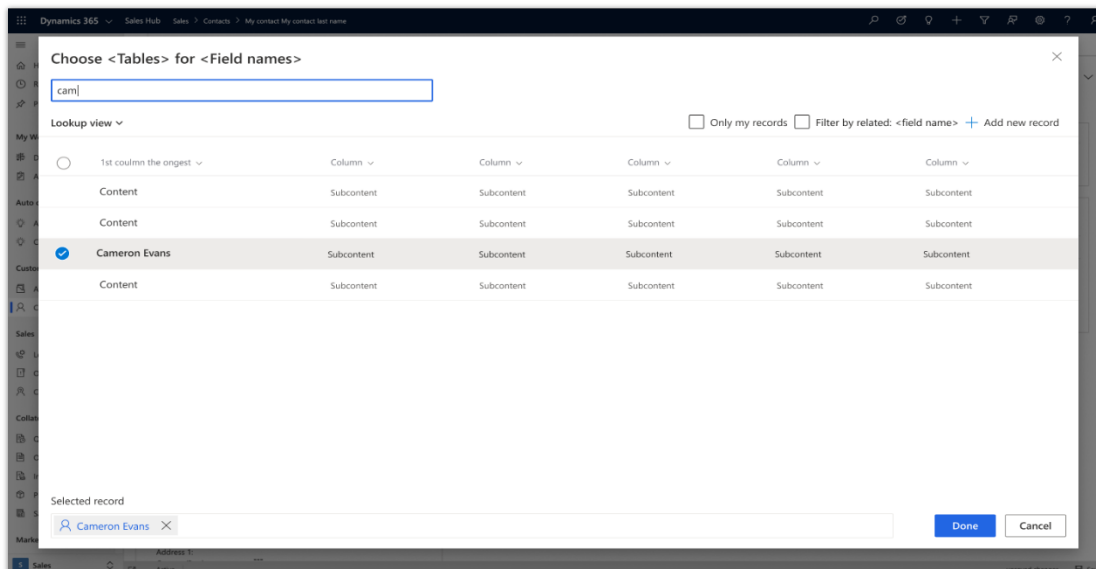 Dynamics 365 Sales Hub Sales > Contacts > My contact My contact last name
Choose <Tables> for <Field names>
cam
Lookup view Only my records Filter by related: <field name> + Add new record
1st coulmn the ongest Column Column Column Column Column
Content Subcontent Subcontent Subcontent Subcontent Subcontent
Content Subcontent Subcontent Subcontent Subcontent Subcontent
Cameron Evans Subcontent Subcontent Subcontent Subcontent Subcontent
Content Subcontent Subcontent Subcontent Subcontent Subcontent
Selected record
Cameron Evans
Done Cancel
My W
Auto
Custo
Sales
Collab
Marke
Address 1:
S Sales